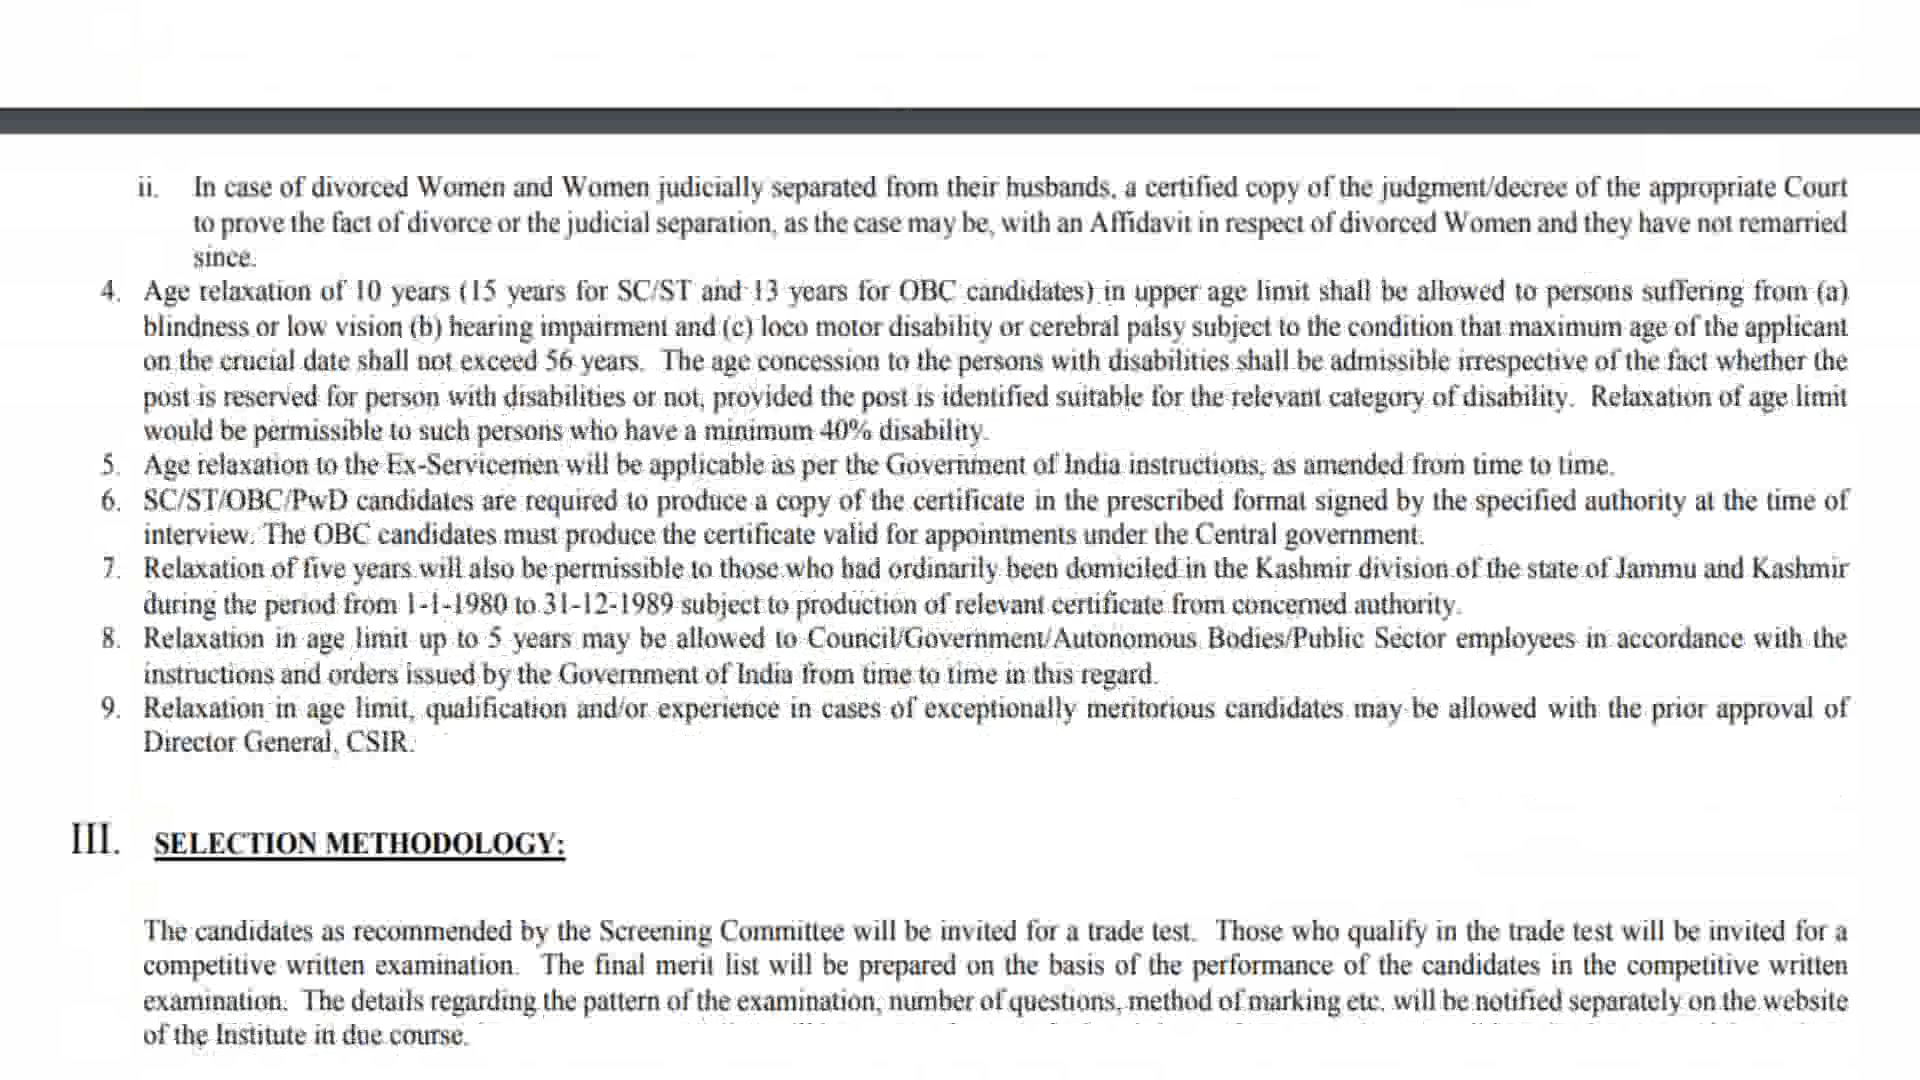 ii. In case of divorced Women and Women judicially separated from their husbands, a certified copy of the judgment/decree of the appropriate Court
to prove the fact of divorce or the judicial separation, as the case may be, with an Affidavit in respect of divorced Women and they have not remarried
since.
4. Age relaxation of 10 years (15 years for SC/ST and 13 years for OBC candidates) in upper age limit shall be allowed to persons suffering from (a)
blindness or low vision (b) hearing impairment and (c) loco motor disability or cerebral palsy subject to the condition that maximum age of the applicant
on the crucial date shall not exceed 56 years. The age concession to the persons with disabilities shall be admissible irrespective of the fact whether the
post is reserved for person with disabilities or not, provided the post is identified suitable for the relevant category of disability. Relaxation of age limit
would be permissible to such persons who have a minimum 40% disability.
5. Age relaxation to the Ex-Servicemen will be applicable as per the Government of India instructions, as amended from time to time.
6. SC/ST/OBC/PwD candidates are required to produce a copy of the certificate in the prescribed format signed by the specified authority at the time of
interview. The OBC candidates must produce the certificate valid for appointments under the Central government.
7. Relaxation of five years will also be permissible to those who had ordinarily been domiciled in the Kashmir division of the state of Jammu and Kashmir
during the period from 1-1-1980 to 31-12-1989 subject to production of relevant certificate from concerned authority.
8. Relaxation in age limit up to 5 years may be allowed to Council/Government/Autonomous Bodies/Public Sector employees in accordance with the
instructions and orders issued by the Government of India from time to time in this regard.
9. Relaxation in age limit, qualification and/or experience in cases of exceptionally meritorious candidates may be allowed with the prior approval of
Director General, CSIR.
III. SELECTION METHODOLOGY:
The candidates as recommended by the Screening Committee will be invited for a trade test. Those who qualify in the trade test will be invited for a
competitive written examination. The final merit list will be prepared on the basis of the performance of the candidates in the competitive written
examination. The details regarding the pattern of the examination, number of questions, method of marking etc. will be notified separately on the website
of the Institute in due course.